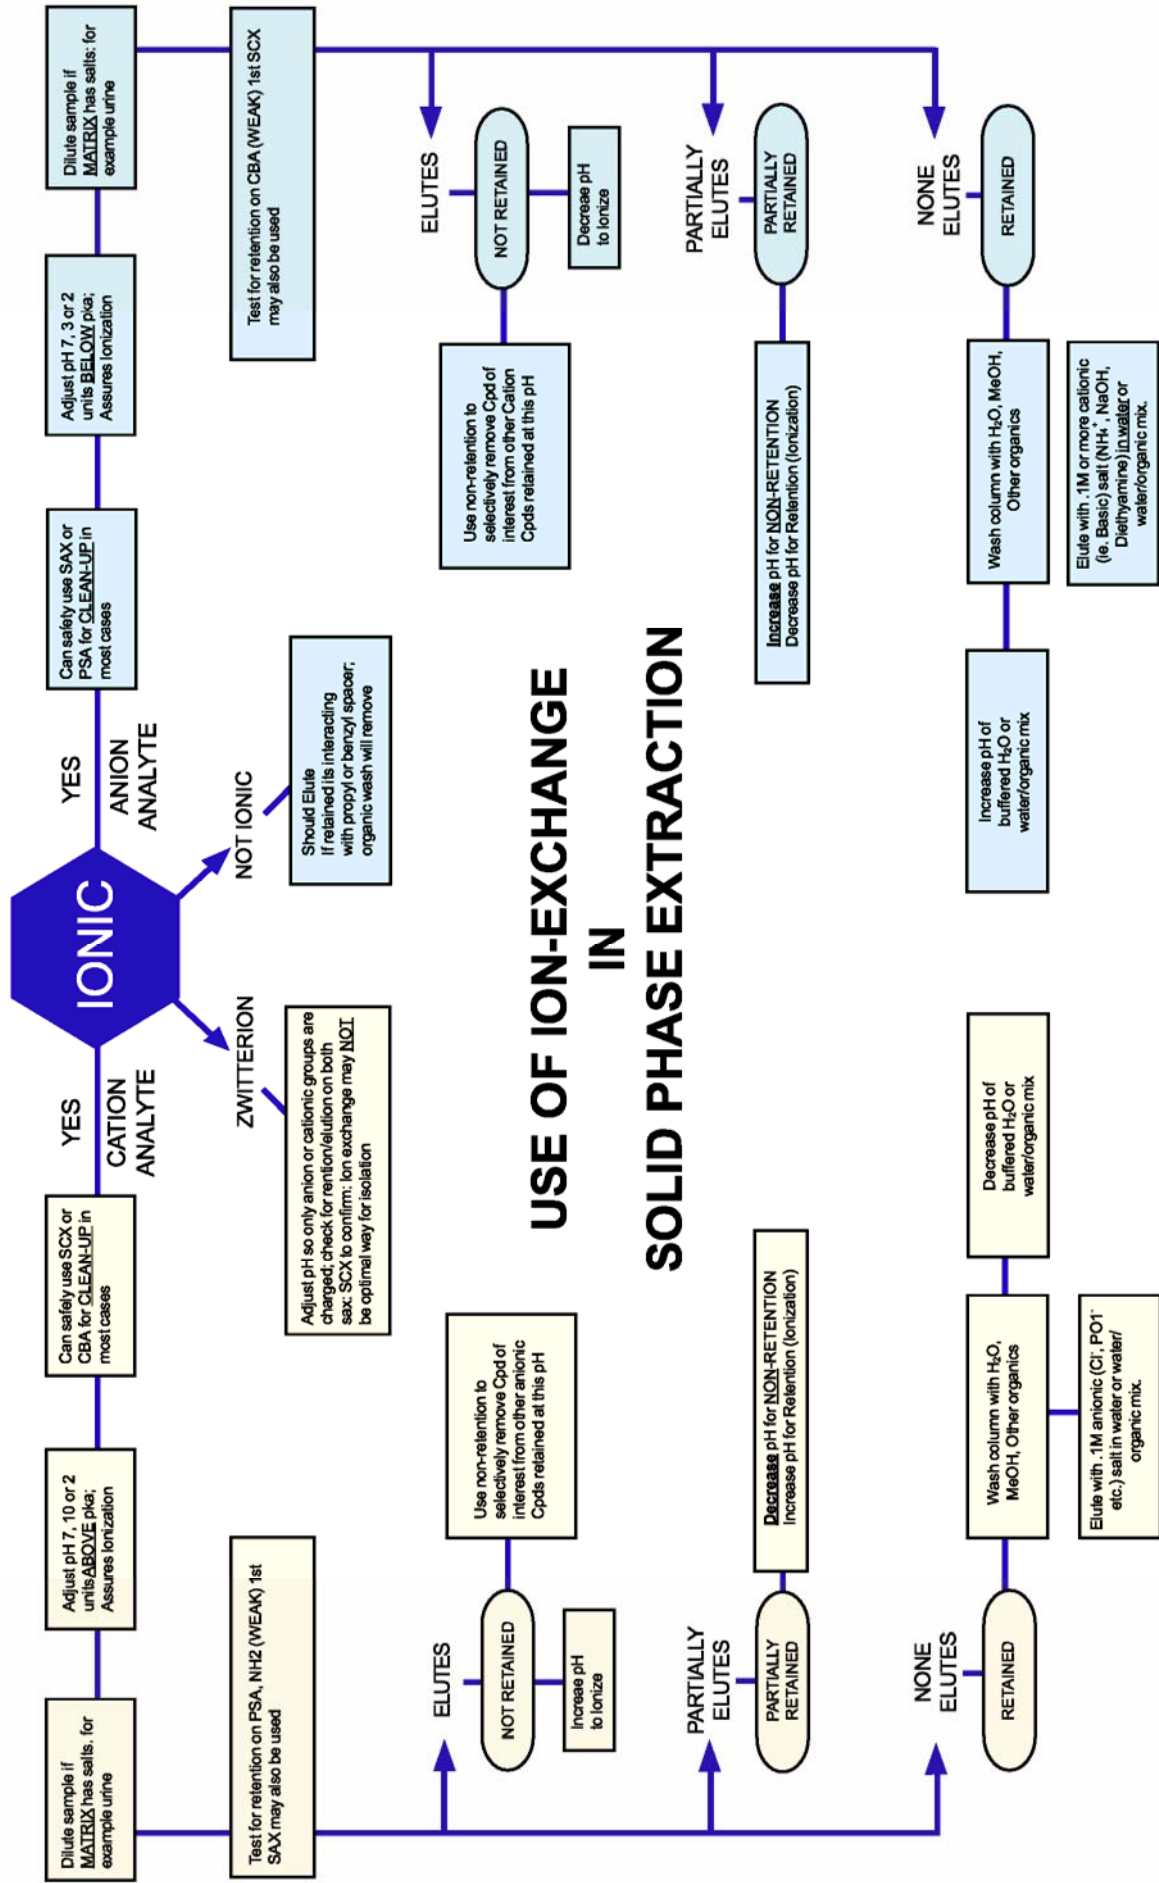 IONIC
YES
CATION
ANALYTE
YES
ANION
ANALYTE
ZWITTERION
NOT IONIC
Can safely use SCX or
CBA for CLEAN-UP in
most cases
Adjust pH 7, 10 or 2
units ABOVE pka;
Assures Ionization
Dilute sample if
MATRIX has salts. for
example urine
Test for retention on PSA, NH2 (WEAK) 1st
SAX may also be used
Adjust pH so only anion or cationic groups are
charged; check for rention/elution on both
sax: SCX to confirm: Ion exchange may NOT
be optimal way for isolation
Should Elute
If retained its interacting
with propyl or benzyl spacer;
organic wash will remove
Can safely use SAX or
PSA for CLEAN-UP in
most cases
Adjust pH 7, 3 or 2
units BELOW pka;
Assures Ionization
Dilute sample if
MATRIX has salts: for
example urine
Test for retention on CBA (WEAK) 1st SCX
may also be used
USE OF ION-EXCHANGE
IN
SOLID PHASE EXTRACTION
ELUTES
NOT RETAINED
Increae pH
to Ionize
Use non-retention to
selectively remove Cpd of
interest from other anionic
Cpds retained at this pH
PARTIALLY
ELUTES
PARTIALLY
RETAINED
Decrease pH for NON-RETENTION
Increase pH for Retention (Ionization)
NONE
ELUTES
RETAINED
Wash column with H₂O,
MeOH, Other organics
Elute with .1M anionic (Cl⁻, PO1⁻
etc.) salt in water or water/
organic mix.
Decrease pH of
buffered H₂O or
water/organic mix
ELUTES
NOT RETAINED
Decreae pH
to Ionize
Use non-retention to
selectively remove Cpd of
interest from other Cation
Cpds retained at this pH
PARTIALLY
ELUTES
PARTIALLY
RETAINED
Increase pH for NON-RETENTION
Decrease pH for Retention (Ionization)
NONE
ELUTES
RETAINED
Wash column with H₂O, MeOH,
Other organics
Elute with .1M or more cationic
(ie. Basic) salt (NH₄⁺, NaOH,
Diethyamine) in water or
water/organic mix.
Increase pH of
buffered H₂O or
water/organic mix